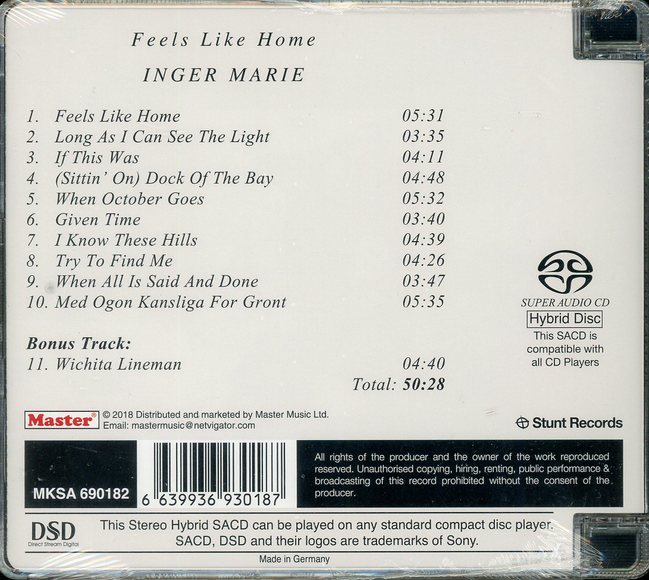 Feels Like Home
INGER MARIE
1. Feels Like Home 05:31
2. Long As I Can See The Light 03:35
3. If This Was 04:11
4. (Sittin' On) Dock Of The Bay 04:48
5. When October Goes 05:32
6. Given Time 03:40
7. I Know These Hills 04:39
8. Try To Find Me 04:26
9. When All Is Said And Done 03:47
10. Med Ogon Kansliga For Gront 05:35
Bonus Track:
11. Wichita Lineman 04:40
Total: 50:28
SUPER AUDIO CD
Hybrid Disc
This SACD is
compatible with
all CD Players
Master® © 2018 Distributed and marketed by Master Music Ltd.
Email: mastermusic@netvigator.com
Stunt Records
MKSA 690182
6 639936 930187
All rights of the producer and the owner of the work reproduced
reserved. Unauthorised copying, hiring, renting, public performance &
broadcasting of this record prohibited without the consent of the
producer.
DSD
Direct Stream Digital
This Stereo Hybrid SACD can be played on any standard compact disc player.
SACD, DSD and their logos are trademarks of Sony.
Made in Germany